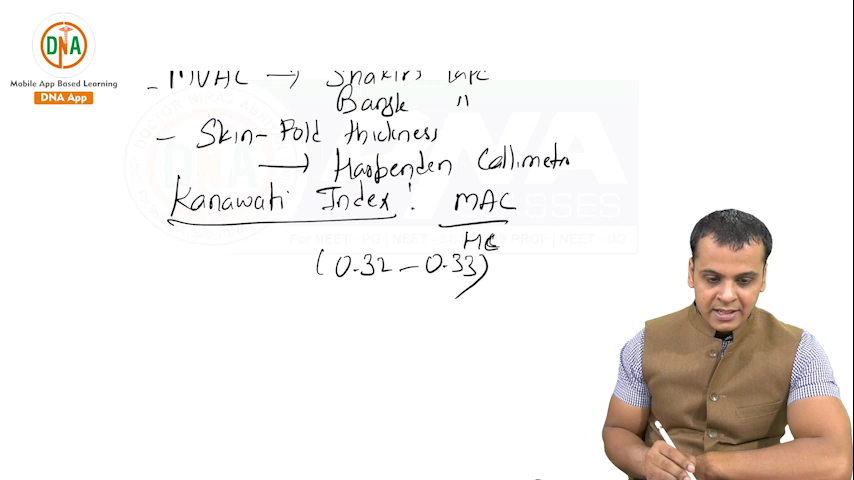 DNA
Mobile App Based Learning
DNA App
- MUAC → Shakir's tape
Bangle "
- Skin-Fold thickness
→ Harpenden Callimetr
Kanawati Index : MAC
HC
(0.32 - 0.33)